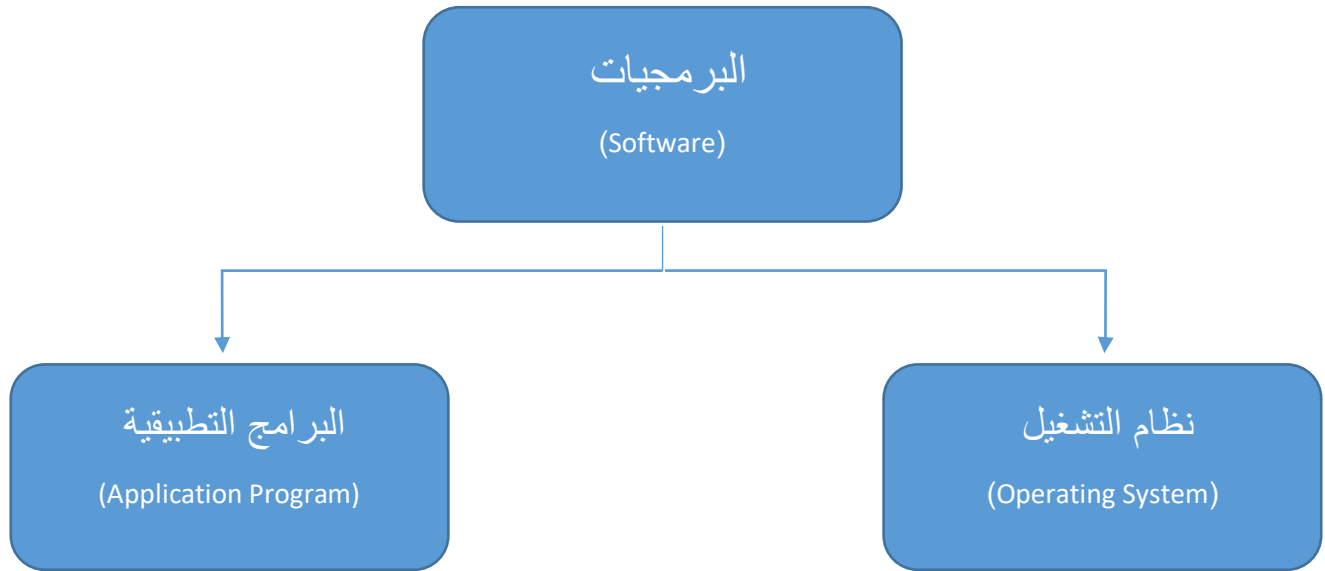 البرمجيات
(Software)
نظام التشغيل
(Operating System)
البرامج التطبيقية
(Application Program)